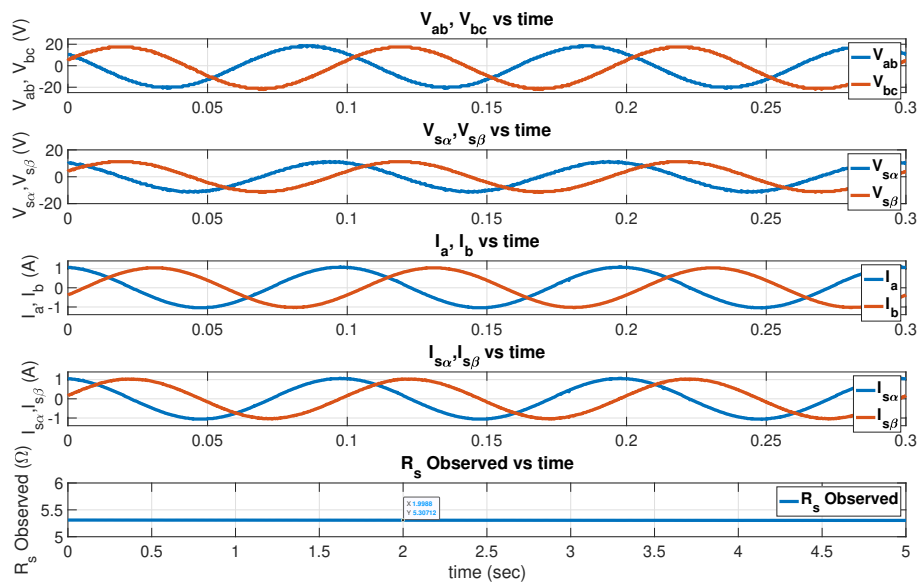 V_ab, V_bc vs time
V_ab, V_bc (V)
20
0
-20
V_ab
V_bc
0 0.05 0.1 0.15 0.2 0.25 0.3
V_sα,V_sβ vs time
V_sα,V_sβ (V)
20
0
-20
V_sα
V_sβ
0 0.05 0.1 0.15 0.2 0.25 0.3
I_a, I_b vs time
I_a, I_b (A)
1
0
-1
I_a
I_b
0 0.05 0.1 0.15 0.2 0.25 0.3
I_sα,I_sβ vs time
I_sα,I_sβ (A)
1
0
-1
I_sα
I_sβ
0 0.05 0.1 0.15 0.2 0.25 0.3
R_s Observed vs time
R_s Observed (Ω)
6
5.5
5
X 1.9988
Y 5.30712
R_s Observed
0 0.5 1 1.5 2 2.5 3 3.5 4 4.5 5
time (sec)